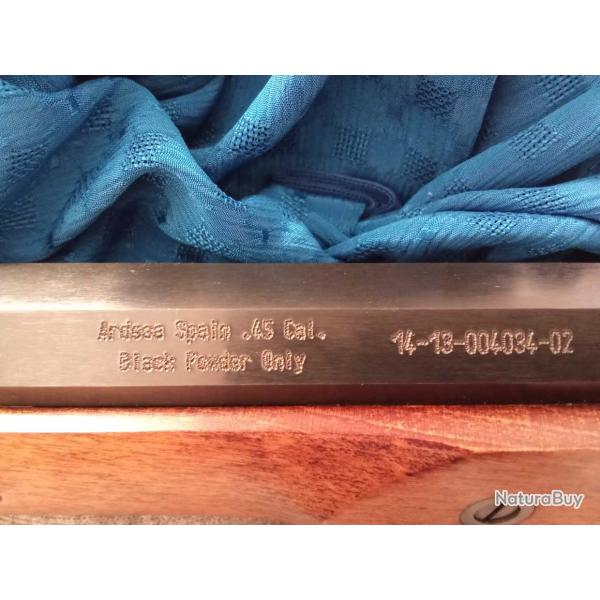 Ardesa Spain .45 Cal.
Black Powder Only
14-13-004034-02
NaturaBuy